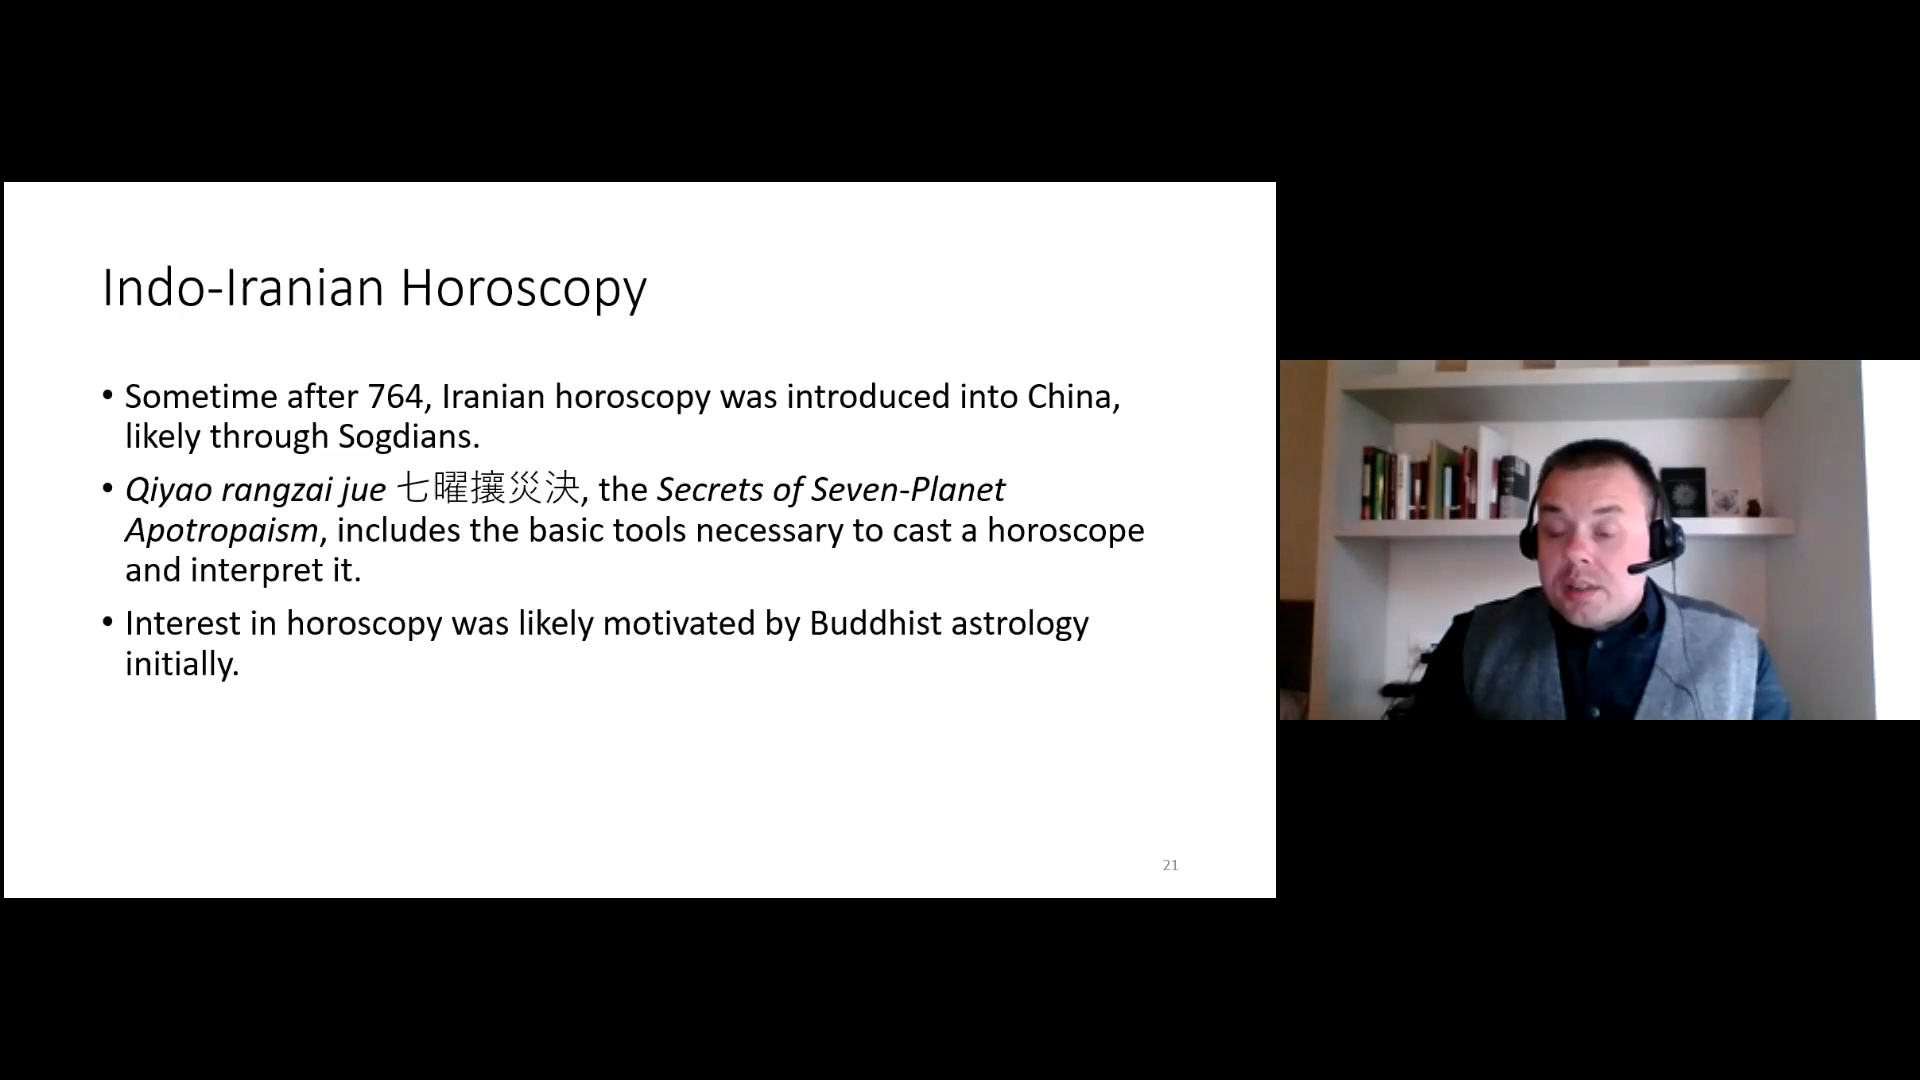 Indo-Iranian Horoscopy
• Sometime after 764, Iranian horoscopy was introduced into China,
likely through Sogdians.
• Qiyao rangzai jue 七曜攘災決, the Secrets of Seven-Planet
Apotropaism, includes the basic tools necessary to cast a horoscope
and interpret it.
• Interest in horoscopy was likely motivated by Buddhist astrology
initially.
21